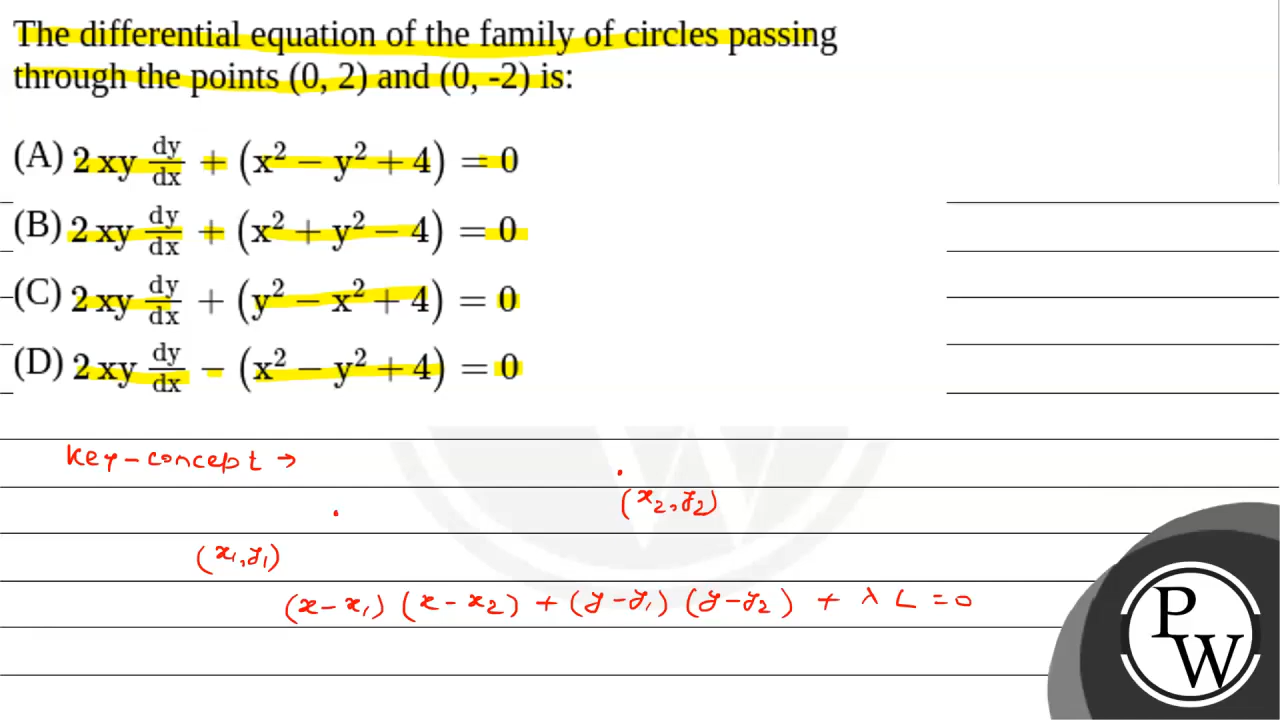 The differential equation of the family of circles passing
through the points (0, 2) and (0, -2) is:
(A) 2 xy dy/dx + (x² − y² + 4) = 0
(B) 2 xy dy/dx + (x² + y² − 4) = 0
(C) 2 xy dy/dx + (y² − x² + 4) = 0
(D) 2 xy dy/dx − (x² − y² + 4) = 0
Key-concept →
(x₂, y₂)
(x₁, y₁)
(x − x₁) (x − x₂) + (y − y₁) (y − y₂) + λ L = 0
P
W